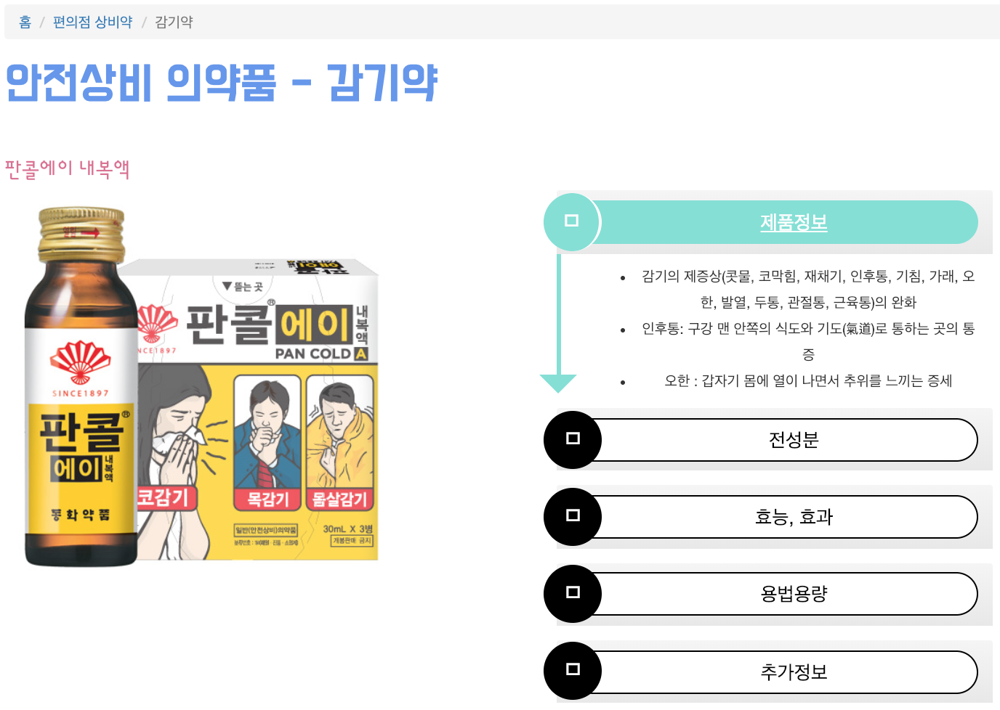 홈 / 편의점 상비약 / 감기약
안전상비 의약품 - 감기약
판콜에이 내복액
열림
SINCE1897
판콜®
에이 내복액
동화약품
▼뜯는 곳
판콜®에이 내복액
PAN COLD A
NCE1897
코감기
목감기
몸살감기
일반(안전상비)의약품
30mL X 3병
개봉판매 금지
제품정보
• 감기의 제증상(콧물, 코막힘, 재채기, 인후통, 기침, 가래, 오
한, 발열, 두통, 관절통, 근육통)의 완화
• 인후통: 구강 맨 안쪽의 식도와 기도(氣道)로 통하는 곳의 통
증
• 오한 : 갑자기 몸에 열이 나면서 추위를 느끼는 증세
전성분
효능, 효과
용법용량
추가정보